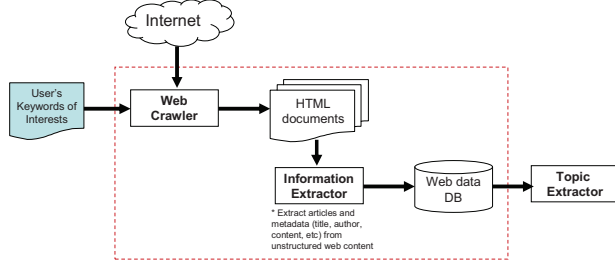 Internet
User's
Keywords of
Interests
Web
Crawler
HTML
documents
Information
Extractor
Web data
DB
Topic
Extractor
* Extract articles and
metadata (title, author,
content, etc) from
unstructured web content